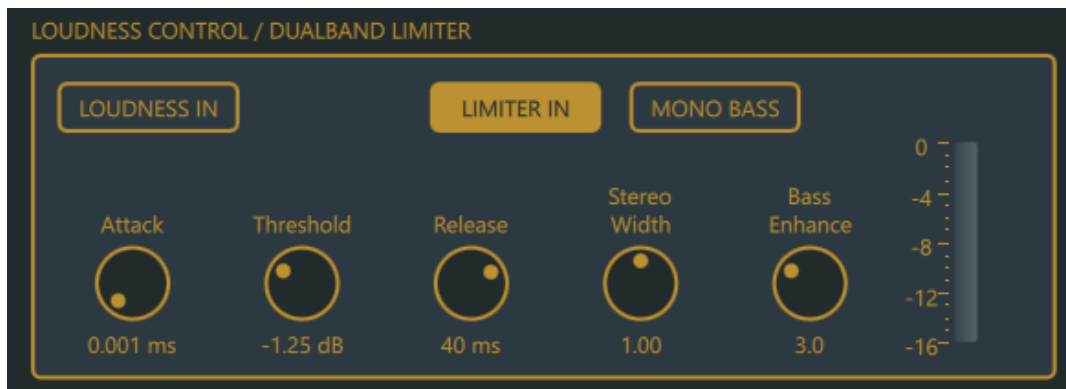 LOUDNESS CONTROL / DUALBAND LIMITER
LOUDNESS IN
LIMITER IN
MONO BASS
Attack
0.001 ms
Threshold
-1.25 dB
Release
40 ms
Stereo
Width
1.00
Bass
Enhance
3.0
0
-4
-8
-12
-16